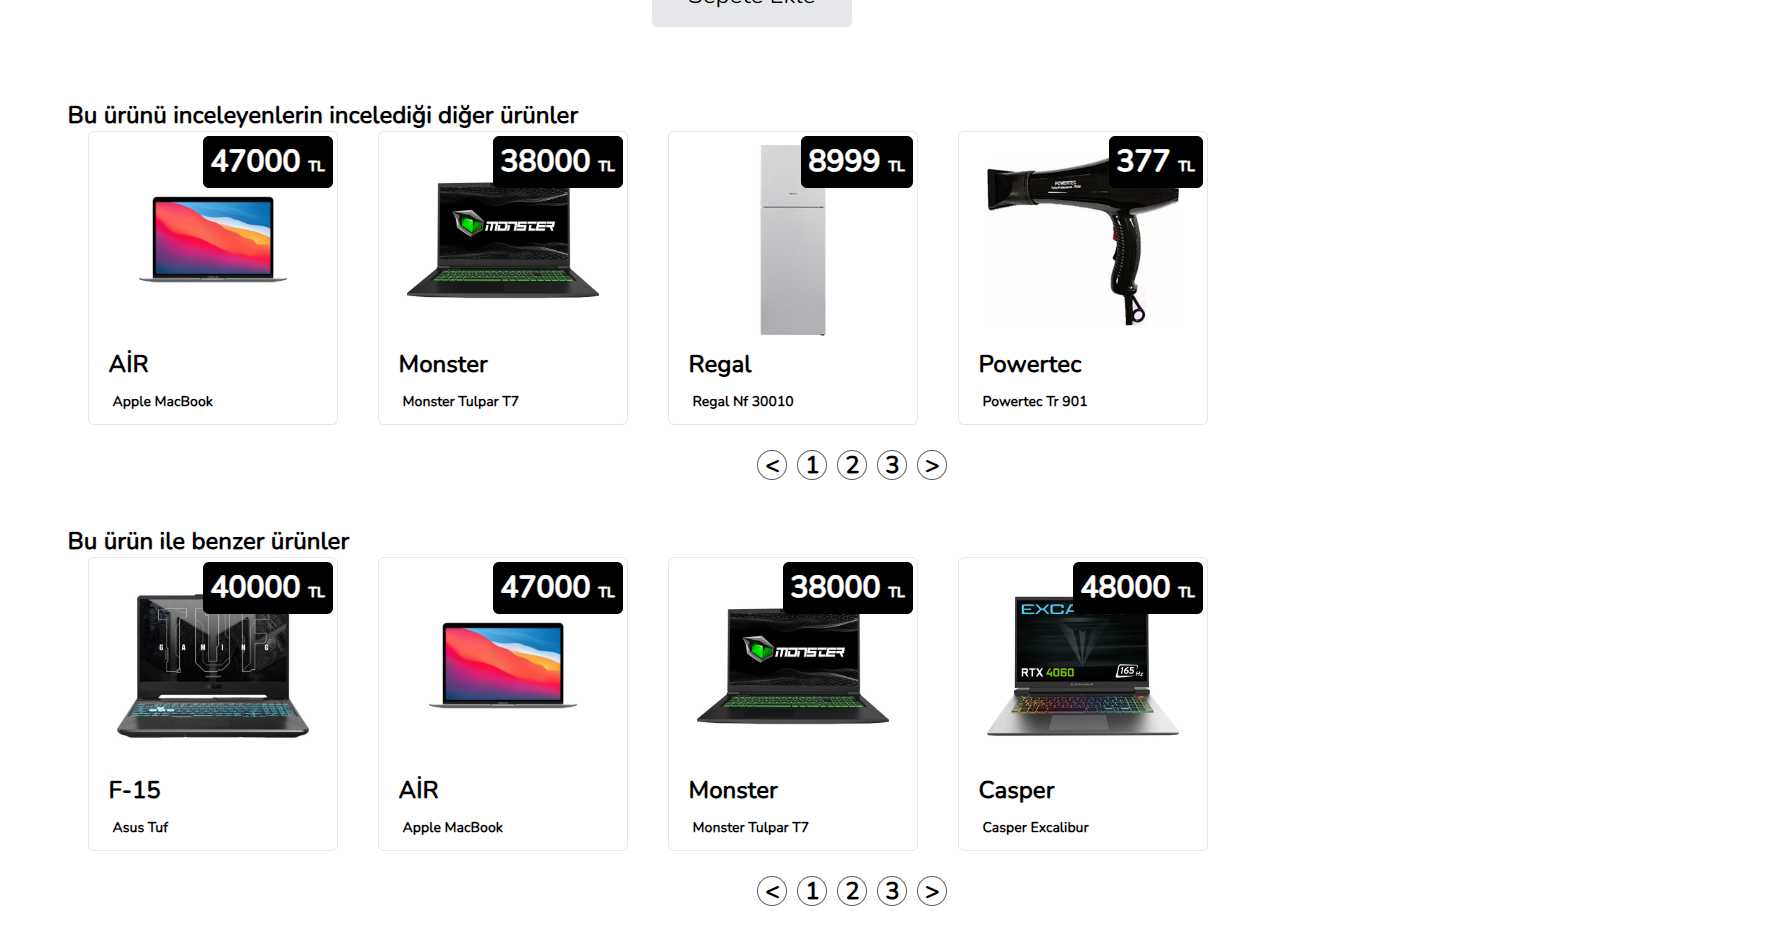 Sepete Ekle
Bu ürünü inceleyenlerin incelediği diğer ürünler
47000 TL
38000 TL
8999 TL
377 TL
MONSTER
POWERTEC
AİR
Monster
Regal
Powertec
Apple MacBook
Monster Tulpar T7
Regal Nf 30010
Powertec Tr 901
< 1 2 3 >
Bu ürün ile benzer ürünler
40000 TL
47000 TL
38000 TL
48000 TL
TUF
GAMING
MONSTER
EXCA
RTX 4060
165 Hz
F-15
AİR
Monster
Casper
Asus Tuf
Apple MacBook
Monster Tulpar T7
Casper Excalibur
< 1 2 3 >